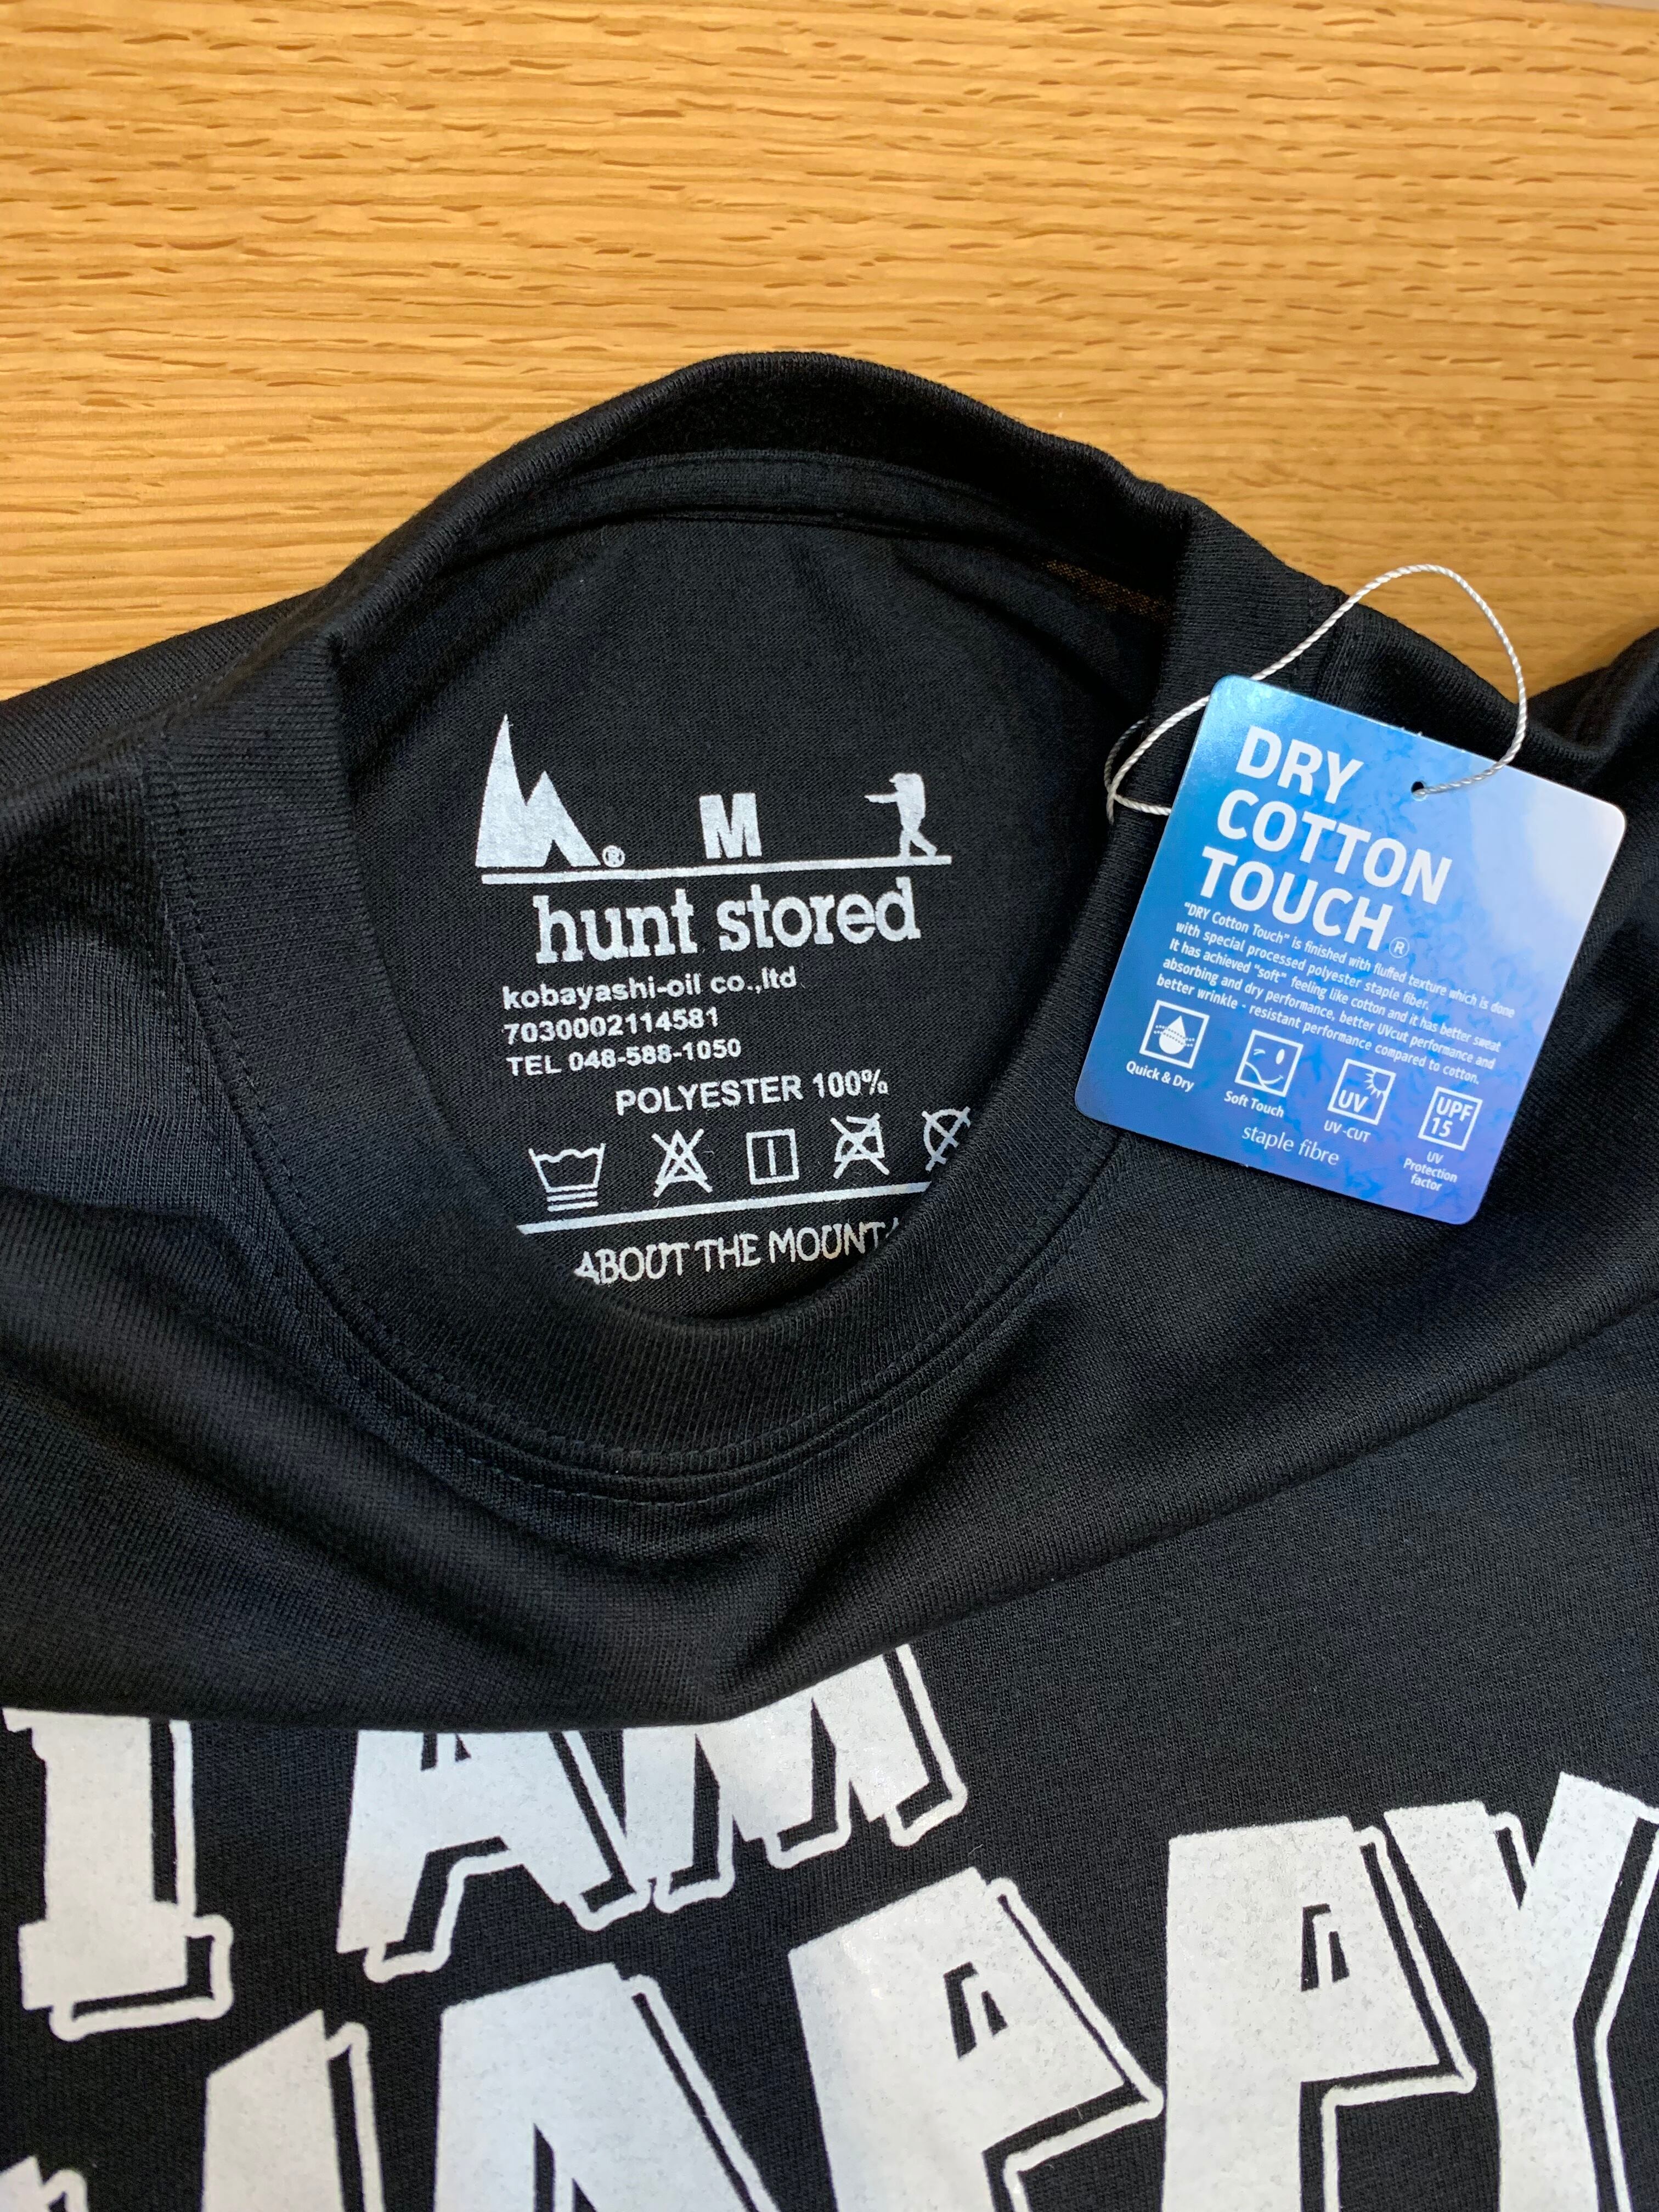 M
®
hunt stored
kobayashi-oil co.,ltd
7030002114581
TEL 048-588-1050
POLYESTER 100%
ABOUT THE MOUNT
DRY
COTTON
TOUCH®
"DRY Cotton Touch" is finished with fluffed texture which is done
with special processed polyester staple fiber.
It has achieved "soft" feeling like cotton and it has better sweat
absorbing and dry performance, better UVcut performance and
better wrinkle - resistant performance compared to cotton.
Quick & Dry
Soft Touch
UV
UV-CUT
UPF
15
UV
Protection
factor
staple fibre
I AM
HAPPY